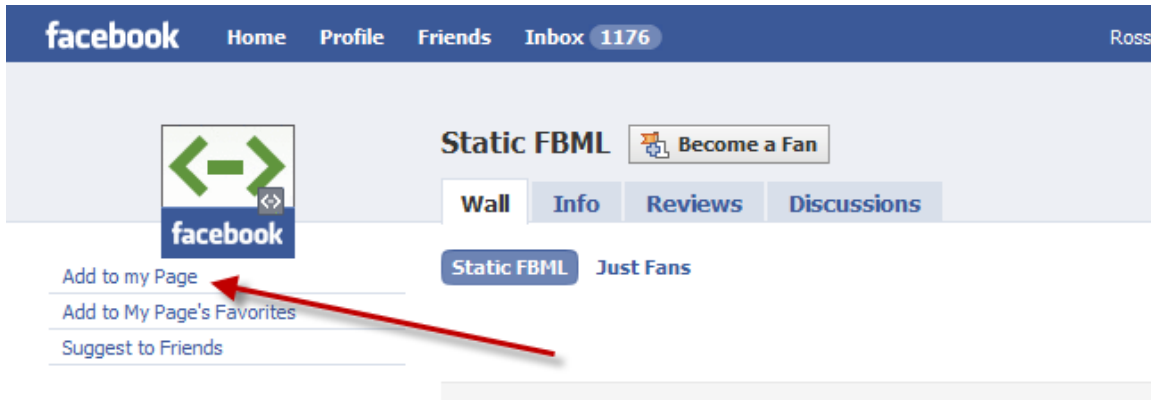 facebook Home Profile Friends Inbox 1176 Ross
Static FBML Become a Fan
Wall Info Reviews Discussions
facebook
Static FBML Just Fans
Add to my Page
Add to My Page's Favorites
Suggest to Friends